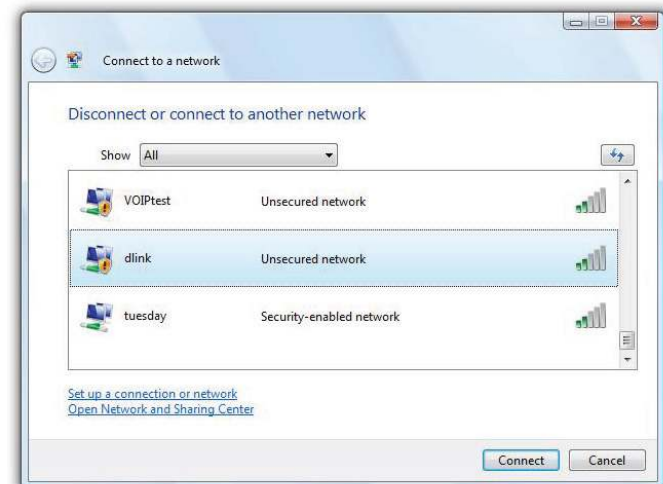 Connect to a network
Disconnect or connect to another network
Show All
VOIPtest Unsecured network
dlink Unsecured network
tuesday Security-enabled network
Set up a connection or network
Open Network and Sharing Center
Connect Cancel